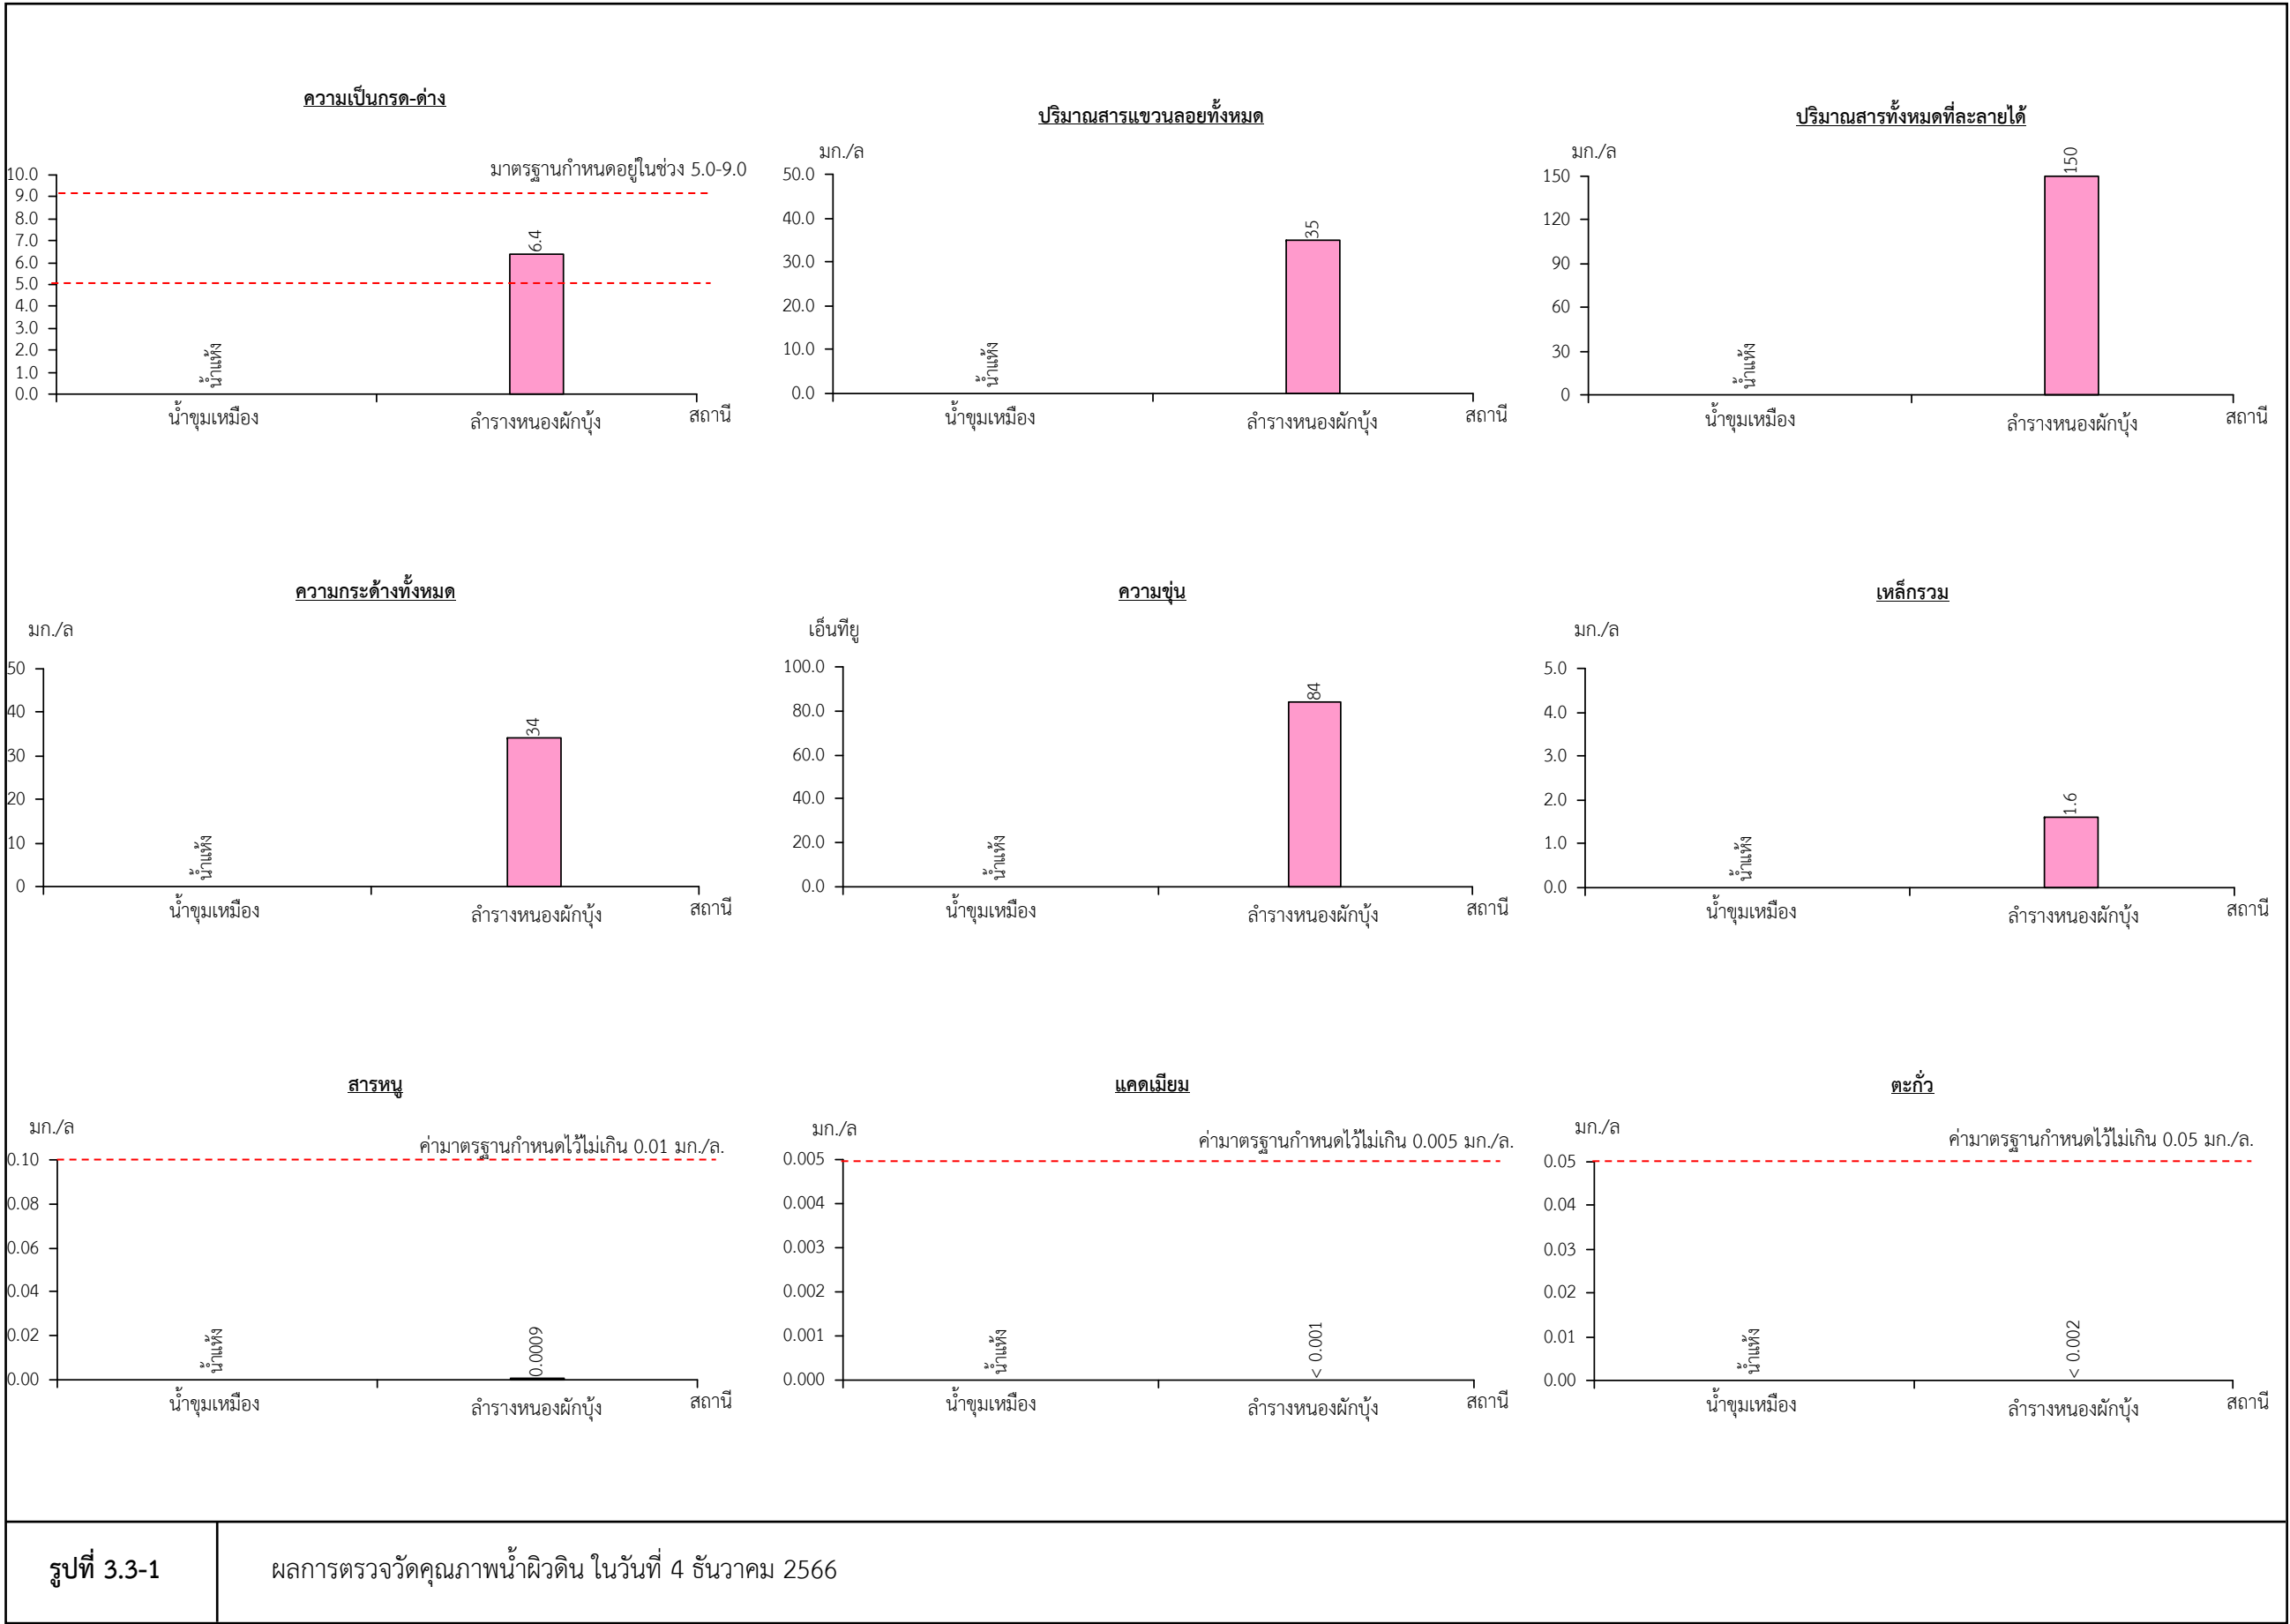 ความเป็นกรด-ด่าง
มาตรฐานกำหนดอยู่ในช่วง 5.0-9.0
10.0
9.0
8.0
7.0
6.0
5.0
4.0
3.0
2.0
1.0
0.0
น้ำแห้ง
6.4
น้ำขุมเหมือง
ลำรางหนองผักบุ้ง
สถานี
ปริมาณสารแขวนลอยทั้งหมด
มก./ล
50.0
40.0
30.0
20.0
10.0
0.0
น้ำแห้ง
35
น้ำขุมเหมือง
ลำรางหนองผักบุ้ง
สถานี
ปริมาณสารทั้งหมดที่ละลายได้
มก./ล
150
120
90
60
30
0
น้ำแห้ง
150
น้ำขุมเหมือง
ลำรางหนองผักบุ้ง
สถานี
ความกระด้างทั้งหมด
มก./ล
50
40
30
20
10
0
น้ำแห้ง
34
น้ำขุมเหมือง
ลำรางหนองผักบุ้ง
สถานี
ความขุ่น
เอ็นทียู
100.0
80.0
60.0
40.0
20.0
0.0
น้ำแห้ง
84
น้ำขุมเหมือง
ลำรางหนองผักบุ้ง
สถานี
เหล็กรวม
มก./ล
5.0
4.0
3.0
2.0
1.0
0.0
น้ำแห้ง
1.6
น้ำขุมเหมือง
ลำรางหนองผักบุ้ง
สถานี
สารหนู
มก./ล
ค่ามาตรฐานกำหนดไว้ไม่เกิน 0.01 มก./ล.
0.10
0.08
0.06
0.04
0.02
0.00
น้ำแห้ง
0.0009
น้ำขุมเหมือง
ลำรางหนองผักบุ้ง
สถานี
แคดเมียม
มก./ล
ค่ามาตรฐานกำหนดไว้ไม่เกิน 0.005 มก./ล.
0.005
0.004
0.003
0.002
0.001
0.000
น้ำแห้ง
< 0.001
น้ำขุมเหมือง
ลำรางหนองผักบุ้ง
สถานี
ตะกั่ว
มก./ล
ค่ามาตรฐานกำหนดไว้ไม่เกิน 0.05 มก./ล.
0.05
0.04
0.03
0.02
0.01
0.00
น้ำแห้ง
< 0.002
น้ำขุมเหมือง
ลำรางหนองผักบุ้ง
สถานี
รูปที่ 3.3-1
ผลการตรวจวัดคุณภาพน้ำผิวดิน ในวันที่ 4 ธันวาคม 2566